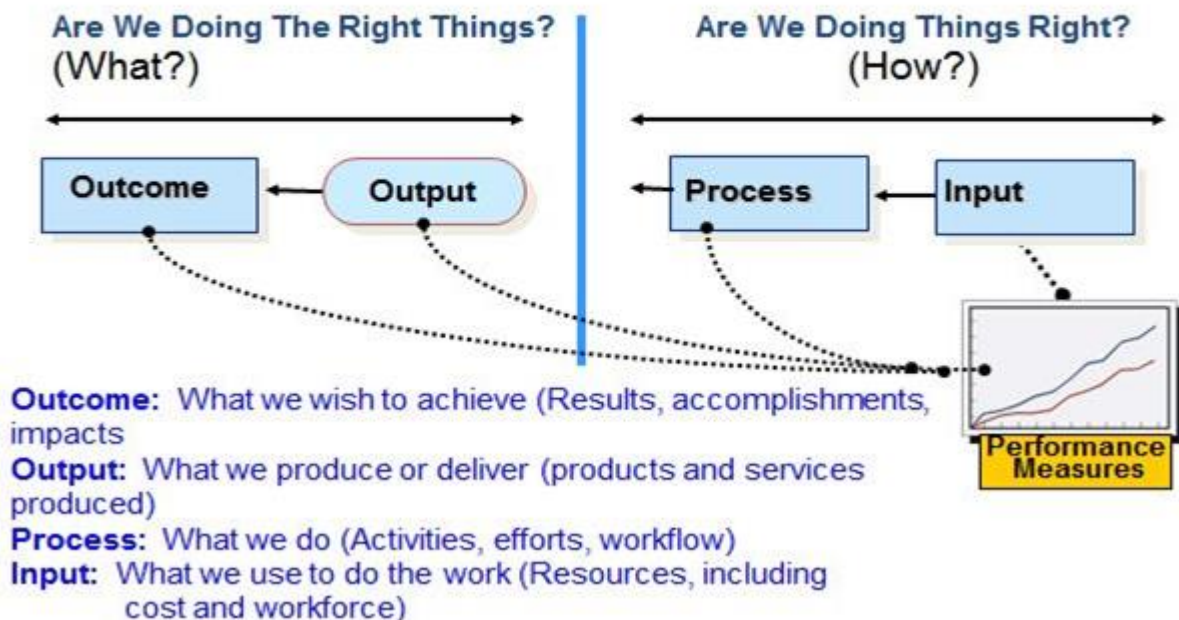 Are We Doing The Right Things?
(What?)
Are We Doing Things Right?
(How?)
Outcome
Output
Process
Input
Performance
Measures
Outcome: What we wish to achieve (Results, accomplishments,
impacts
Output: What we produce or deliver (products and services
produced)
Process: What we do (Activities, efforts, workflow)
Input: What we use to do the work (Resources, including
cost and workforce)